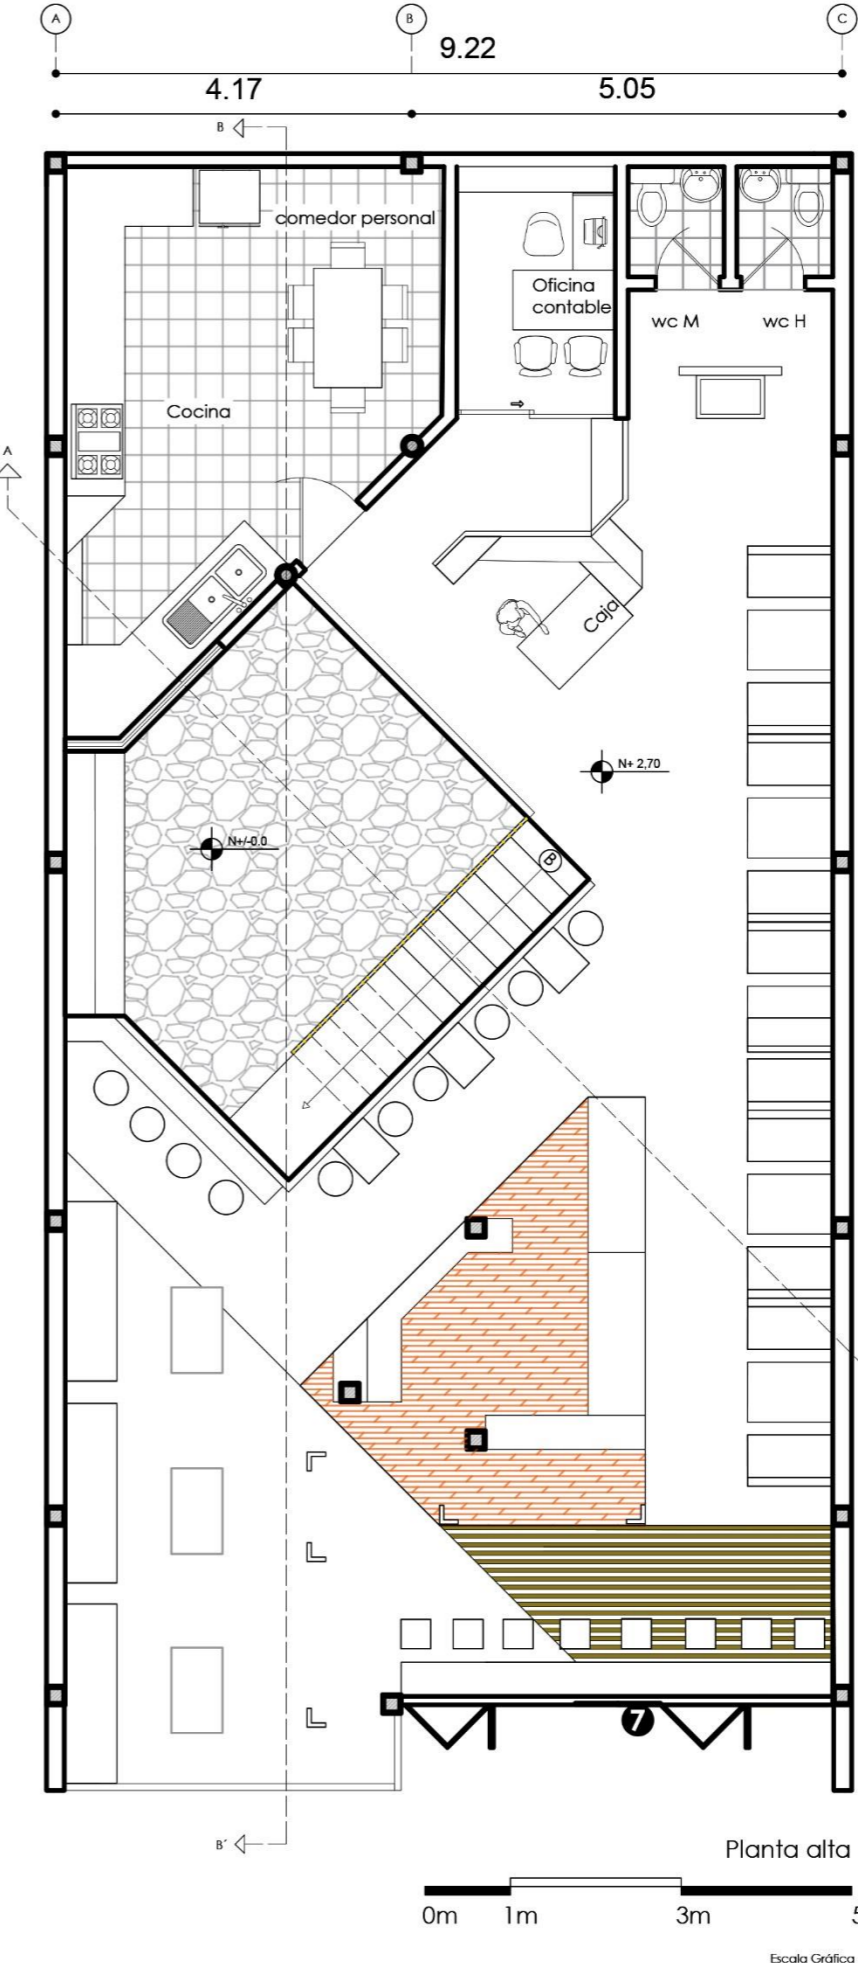 A
B
C
9.22
4.17
5.05
B
comedor personal
Oficina
contable
wc M
wc H
Cocina
A
Caja
N+ 2,70
N+/-0.0
B
7
B´
Planta alta
0m
1m
3m
5
Escala Gráfica